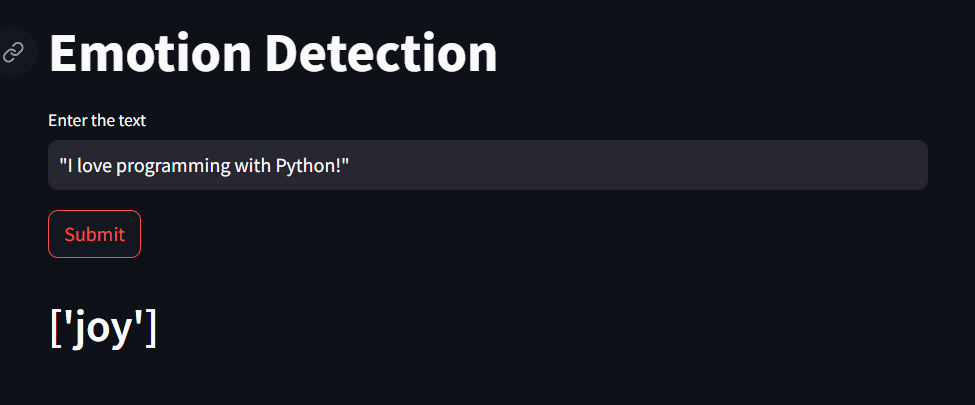 Emotion Detection
Enter the text
"I love programming with Python!"
Submit
['joy']